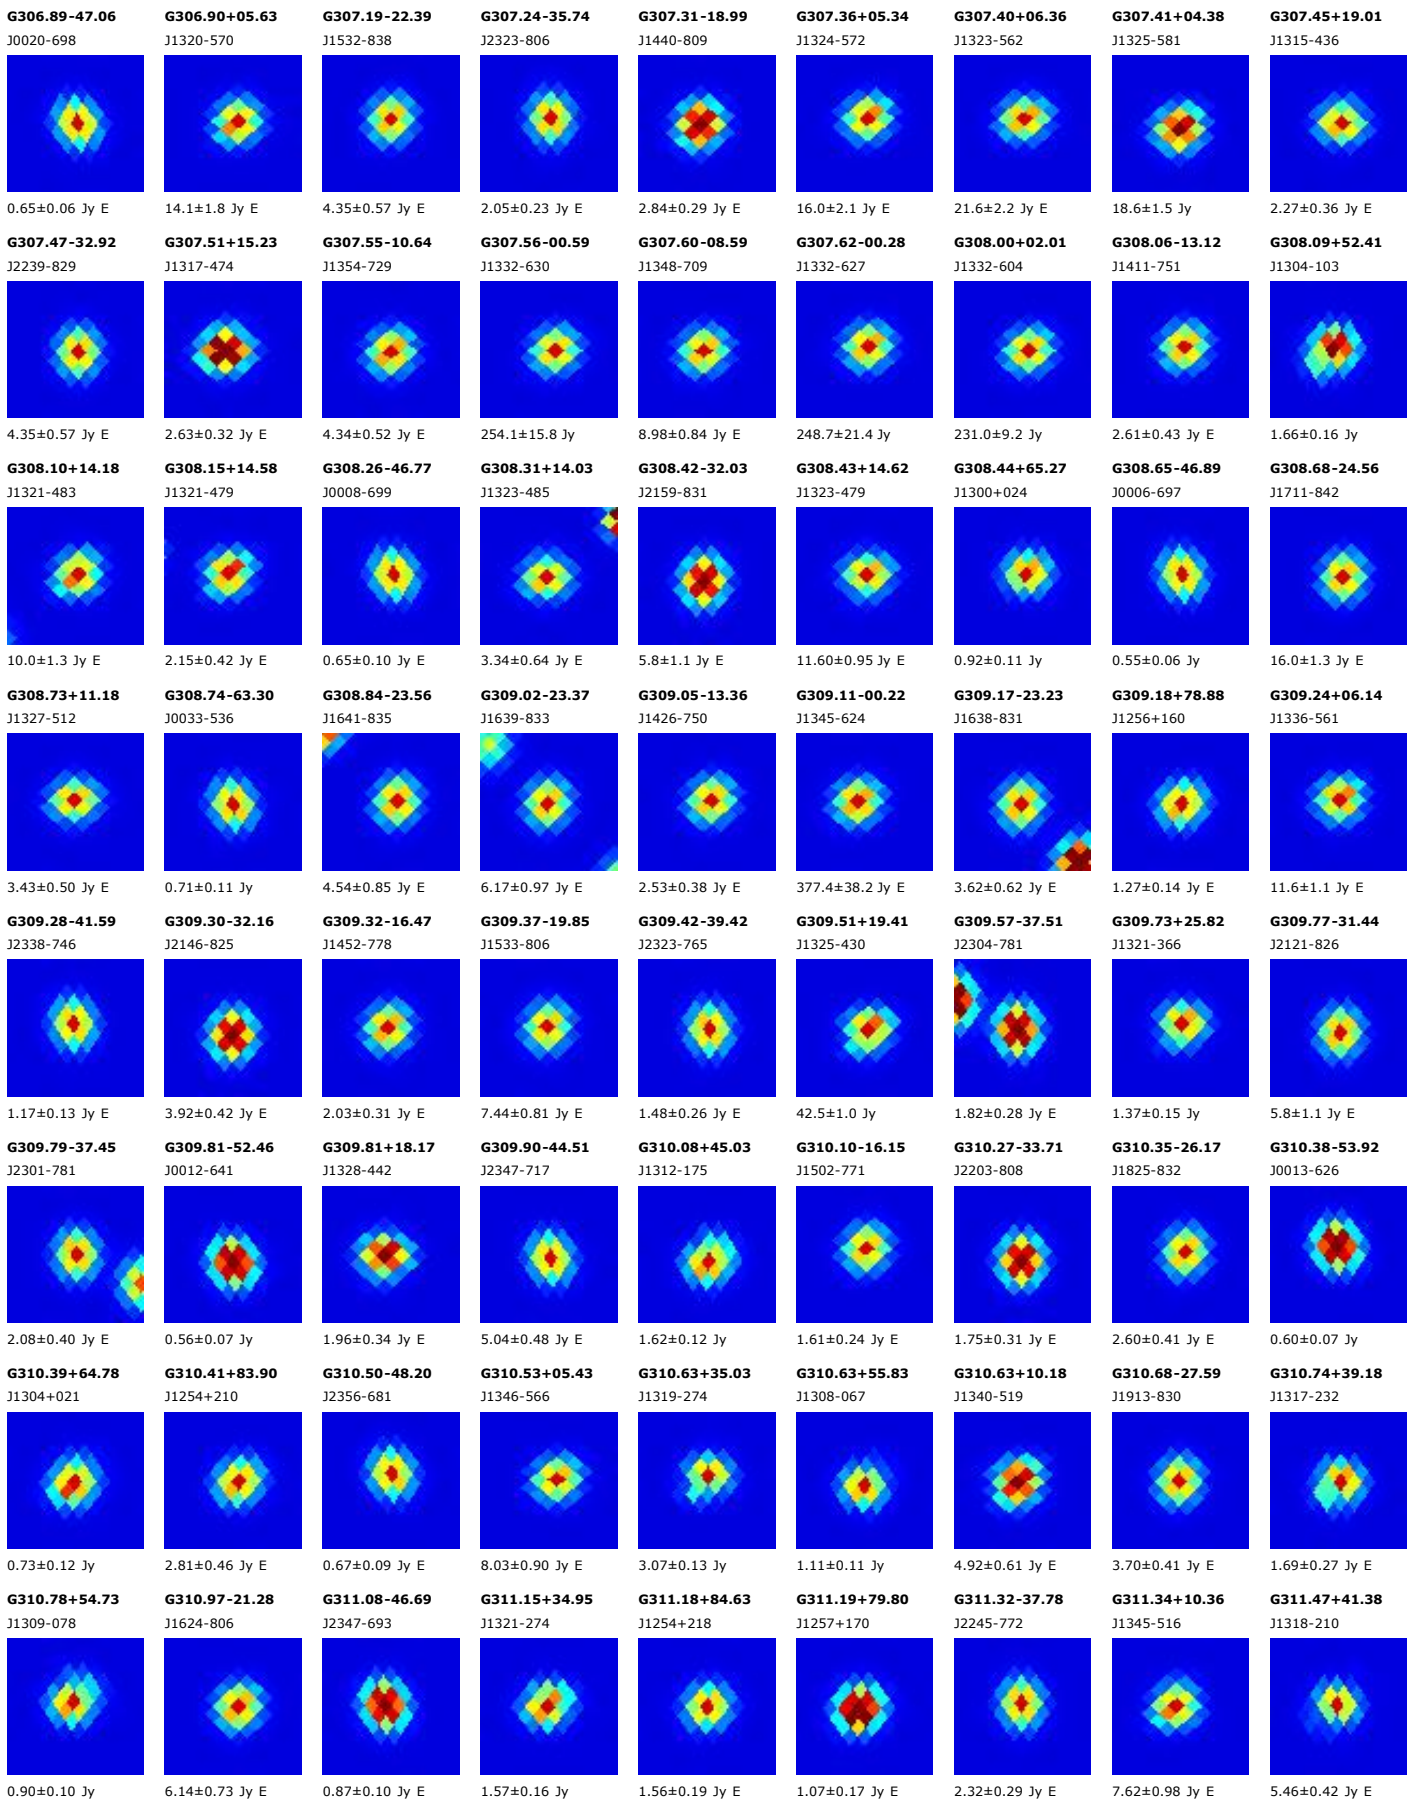 G306.89-47.06 G306.90+05.63 G307.19-22.39 G307.24-35.74 G307.31-18.99 G307.36+05.34 G307.40+06.36 G307.41+04.38 G307.45+19.01
J0020-698 J1320-570 J1532-838 J2323-806 J1440-809 J1324-572 J1323-562 J1325-581 J1315-436
0.65±0.06 Jy E 14.1±1.8 Jy E 4.35±0.57 Jy E 2.05±0.23 Jy E 2.84±0.29 Jy E 16.0±2.1 Jy E 21.6±2.2 Jy E 18.6±1.5 Jy 2.27±0.36 Jy E
G307.47-32.92 G307.51+15.23 G307.55-10.64 G307.56-00.59 G307.60-08.59 G307.62-00.28 G308.00+02.01 G308.06-13.12 G308.09+52.41
J2239-829 J1317-474 J1354-729 J1332-630 J1348-709 J1332-627 J1332-604 J1411-751 J1304-103
4.35±0.57 Jy E 2.63±0.32 Jy E 4.34±0.52 Jy E 254.1±15.8 Jy 8.98±0.84 Jy E 248.7±21.4 Jy 231.0±9.2 Jy 2.61±0.43 Jy E 1.66±0.16 Jy
G308.10+14.18 G308.15+14.58 G308.26-46.77 G308.31+14.03 G308.42-32.03 G308.43+14.62 G308.44+65.27 G308.65-46.89 G308.68-24.56
J1321-483 J1321-479 J0008-699 J1323-485 J2159-831 J1323-479 J1300+024 J0006-697 J1711-842
10.0±1.3 Jy E 2.15±0.42 Jy E 0.65±0.10 Jy E 3.34±0.64 Jy E 5.8±1.1 Jy E 11.60±0.95 Jy E 0.92±0.11 Jy 0.55±0.06 Jy 16.0±1.3 Jy E
G308.73+11.18 G308.74-63.30 G308.84-23.56 G309.02-23.37 G309.05-13.36 G309.11-00.22 G309.17-23.23 G309.18+78.88 G309.24+06.14
J1327-512 J0033-536 J1641-835 J1639-833 J1426-750 J1345-624 J1638-831 J1256+160 J1336-561
3.43±0.50 Jy E 0.71±0.11 Jy 4.54±0.85 Jy E 6.17±0.97 Jy E 2.53±0.38 Jy E 377.4±38.2 Jy E 3.62±0.62 Jy E 1.27±0.14 Jy E 11.6±1.1 Jy E
G309.28-41.59 G309.30-32.16 G309.32-16.47 G309.37-19.85 G309.42-39.42 G309.51+19.41 G309.57-37.51 G309.73+25.82 G309.77-31.44
J2338-746 J2146-825 J1452-778 J1533-806 J2323-765 J1325-430 J2304-781 J1321-366 J2121-826
1.17±0.13 Jy E 3.92±0.42 Jy E 2.03±0.31 Jy E 7.44±0.81 Jy E 1.48±0.26 Jy E 42.5±1.0 Jy 1.82±0.28 Jy E 1.37±0.15 Jy 5.8±1.1 Jy E
G309.79-37.45 G309.81-52.46 G309.81+18.17 G309.90-44.51 G310.08+45.03 G310.10-16.15 G310.27-33.71 G310.35-26.17 G310.38-53.92
J2301-781 J0012-641 J1328-442 J2347-717 J1312-175 J1502-771 J2203-808 J1825-832 J0013-626
2.08±0.40 Jy E 0.56±0.07 Jy 1.96±0.34 Jy E 5.04±0.48 Jy E 1.62±0.12 Jy 1.61±0.24 Jy E 1.75±0.31 Jy E 2.60±0.41 Jy E 0.60±0.07 Jy
G310.39+64.78 G310.41+83.90 G310.50-48.20 G310.53+05.43 G310.63+35.03 G310.63+55.83 G310.63+10.18 G310.68-27.59 G310.74+39.18
J1304+021 J1254+210 J2356-681 J1346-566 J1319-274 J1308-067 J1340-519 J1913-830 J1317-232
0.73±0.12 Jy 2.81±0.46 Jy E 0.67±0.09 Jy E 8.03±0.90 Jy E 3.07±0.13 Jy 1.11±0.11 Jy 4.92±0.61 Jy E 3.70±0.41 Jy E 1.69±0.27 Jy E
G310.78+54.73 G310.97-21.28 G311.08-46.69 G311.15+34.95 G311.18+84.63 G311.19+79.80 G311.32-37.78 G311.34+10.36 G311.47+41.38
J1309-078 J1624-806 J2347-693 J1321-274 J1254+218 J1257+170 J2245-772 J1345-516 J1318-210
0.90±0.10 Jy 6.14±0.73 Jy E 0.87±0.10 Jy E 1.57±0.16 Jy 1.56±0.19 Jy E 1.07±0.17 Jy E 2.32±0.29 Jy E 7.62±0.98 Jy E 5.46±0.42 Jy E